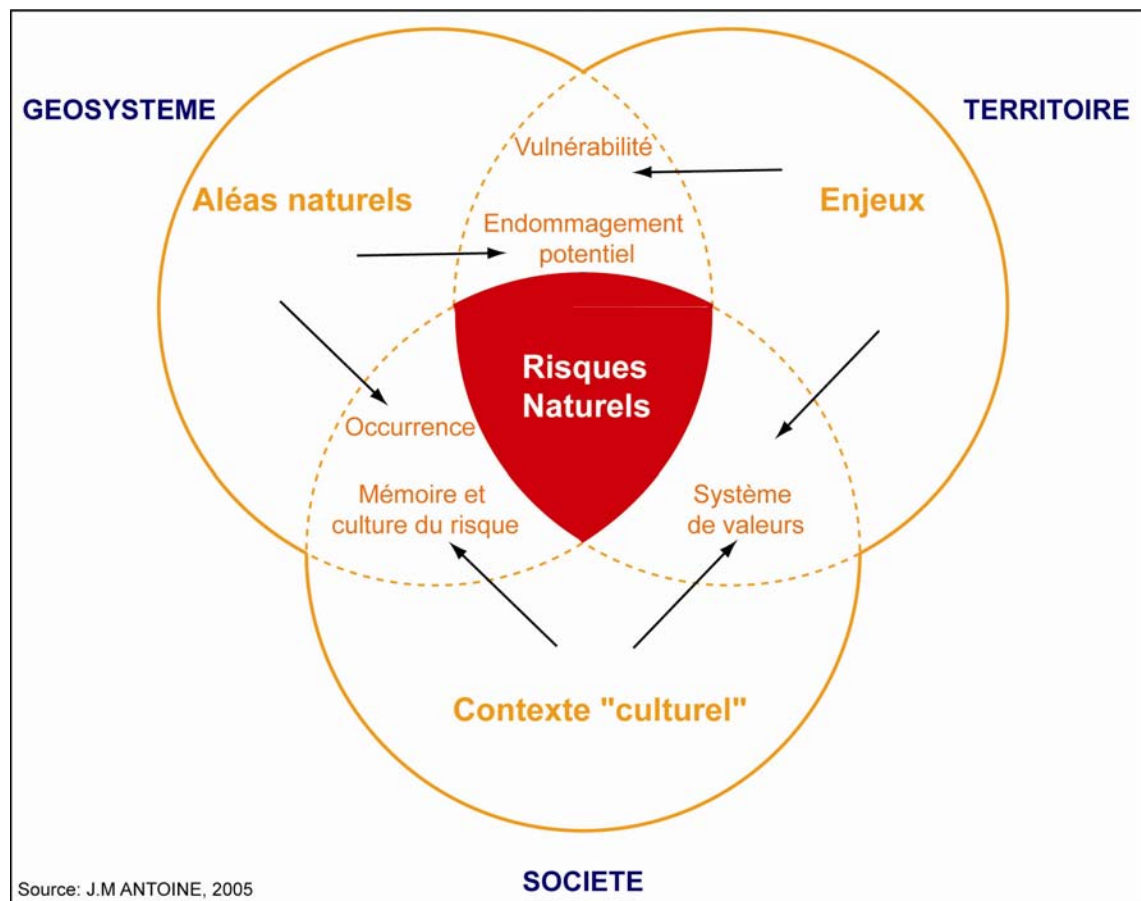 GEOSYSTEME
TERRITOIRE
Vulnérabilité
Aléas naturels
Enjeux
Endommagement
potentiel
Risques
Naturels
Occurrence
Mémoire et
culture du risque
Système
de valeurs
Contexte "culturel"
SOCIETE
Source: J.M ANTOINE, 2005